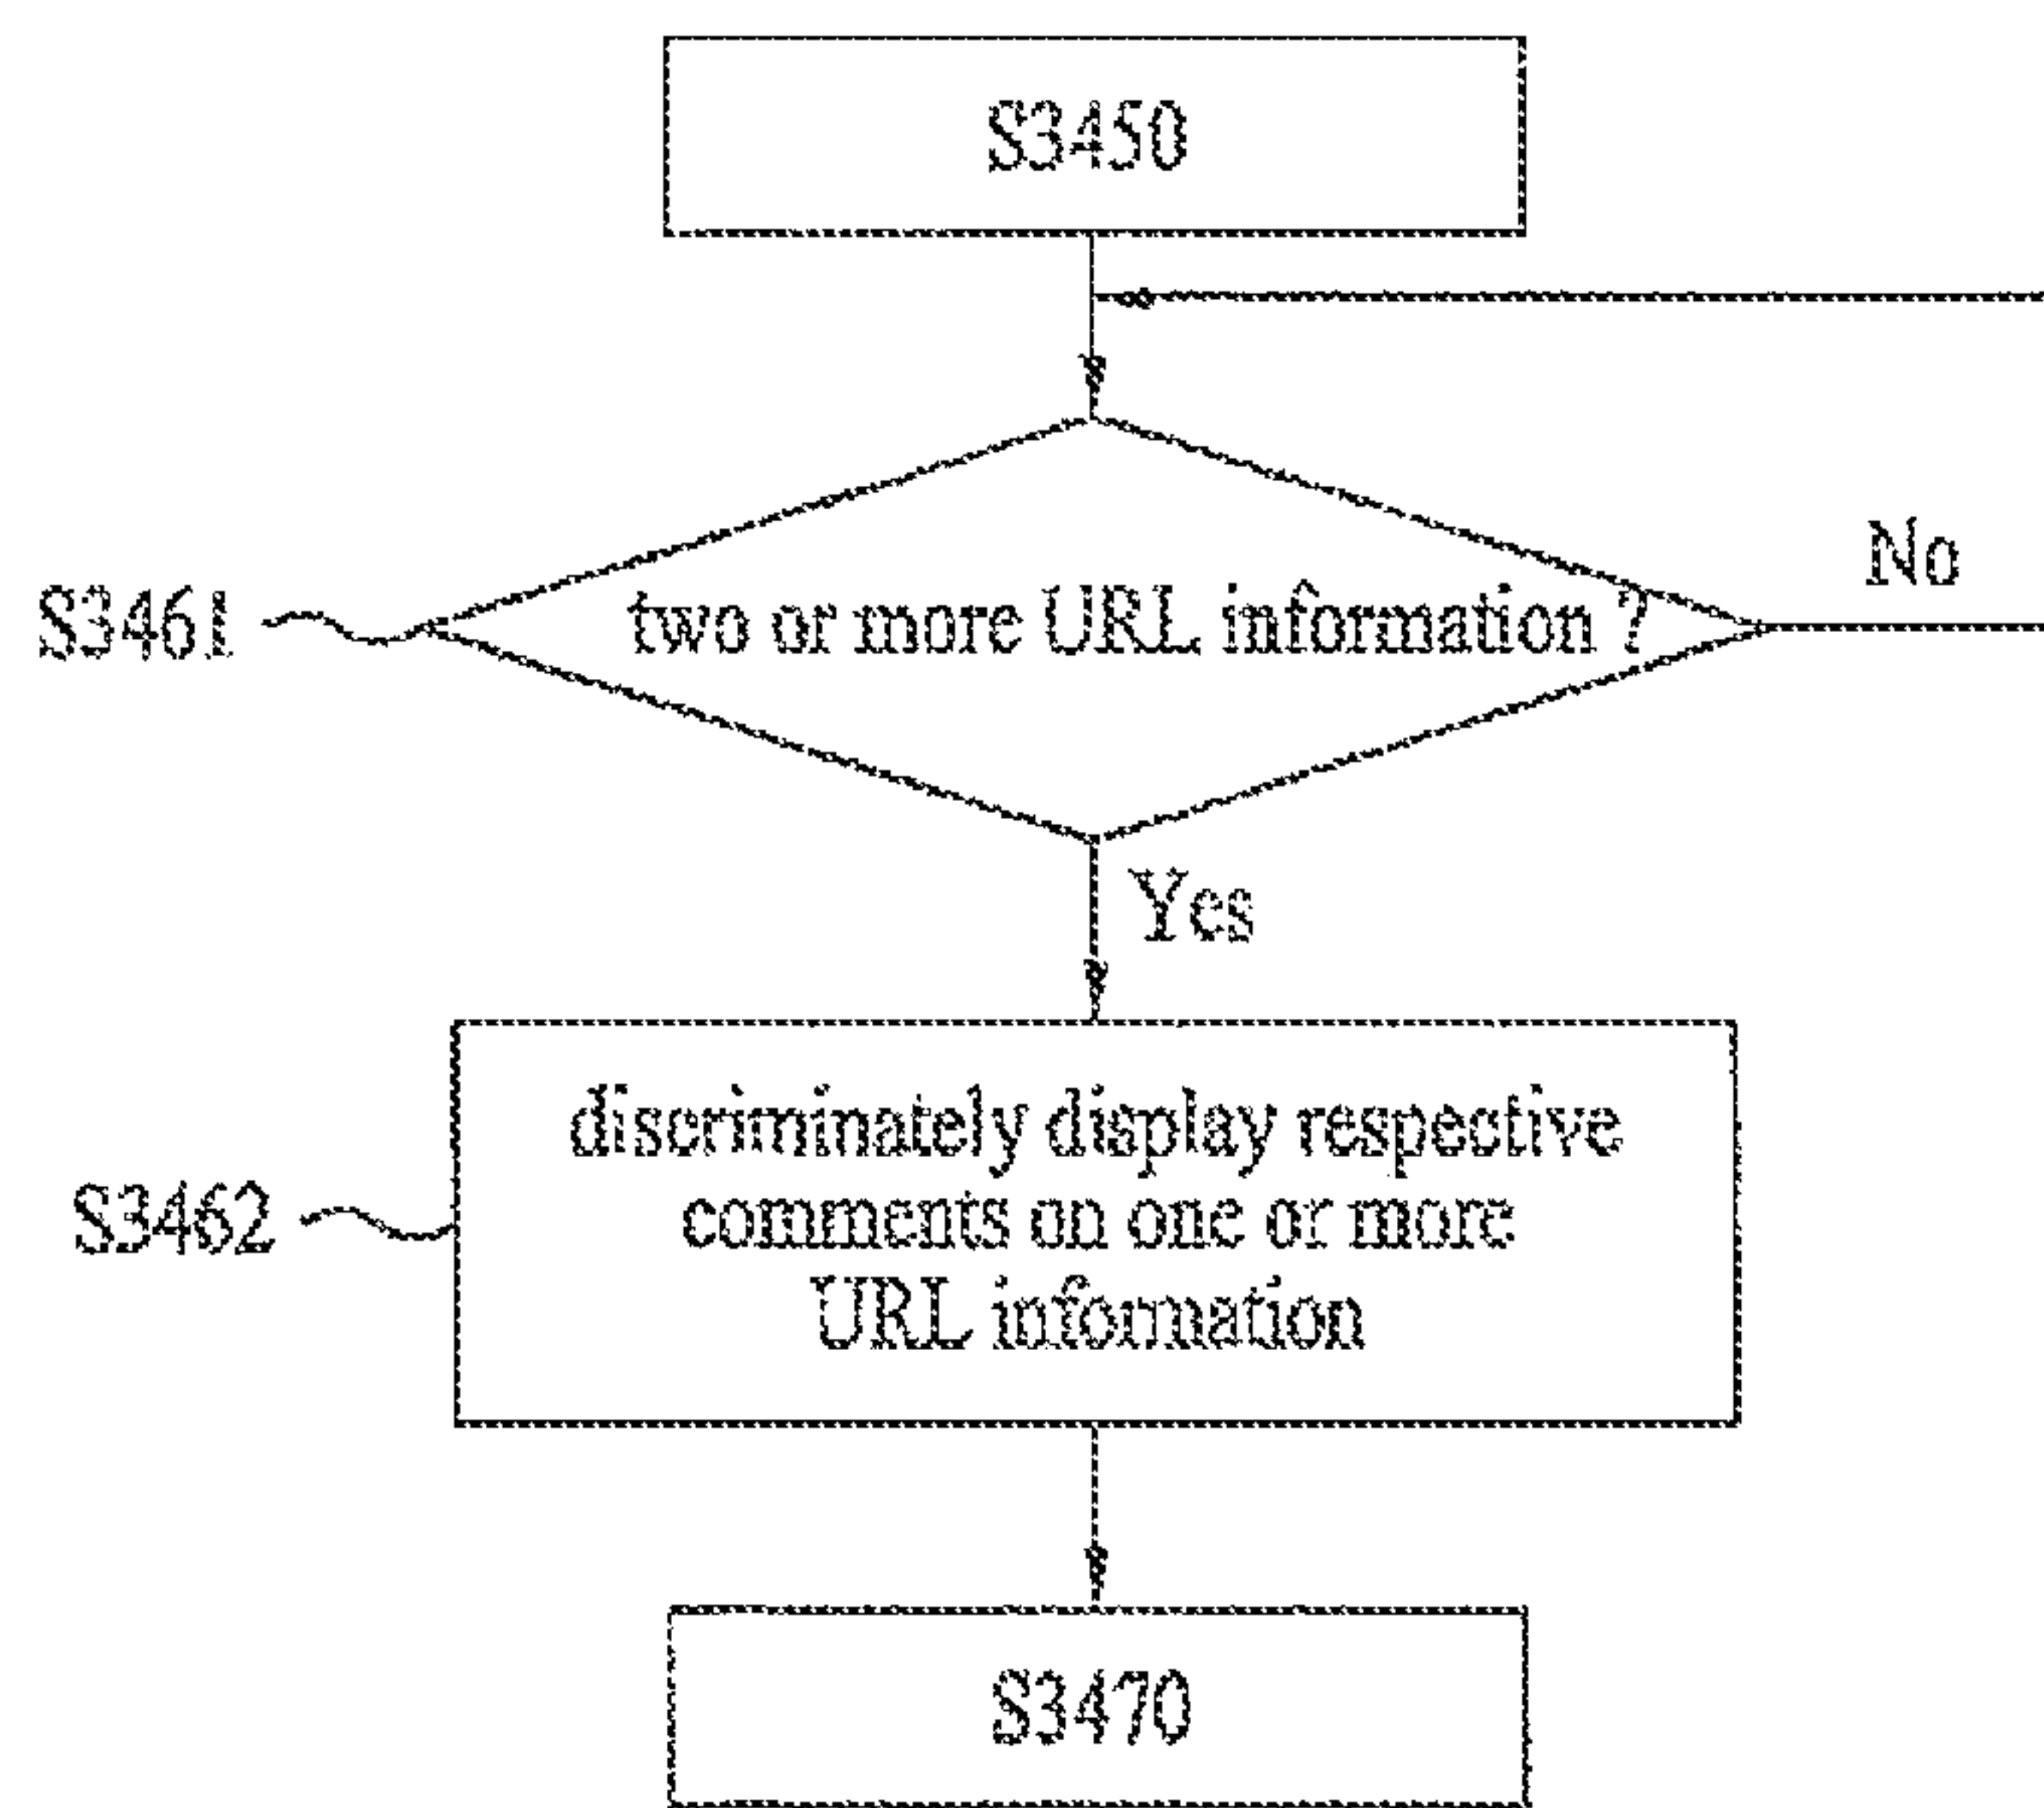 S3450
No
S3461
two or more URL information ?
Yes
discriminately display respective
comments on one or more
URL information
S3462
S3470